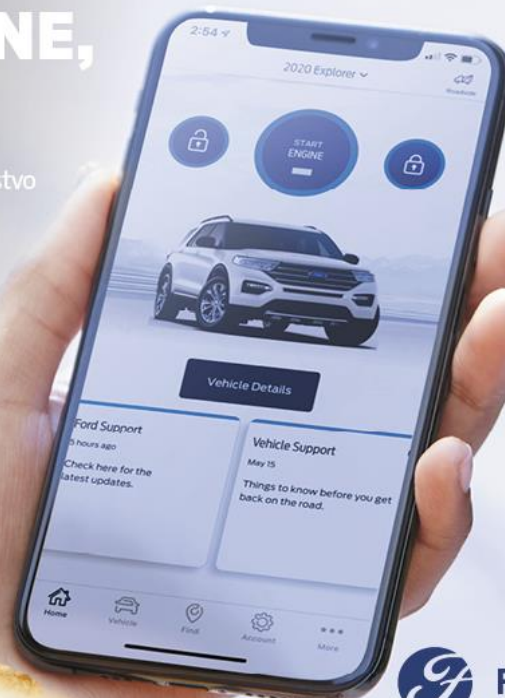 NE,
tvo
2:54
2020 Explorer
Roadside
START
ENGINE
Vehicle Details
Ford Support
5 hours ago
Check here for the
latest updates.
Vehicle Support
May 15
Things to know before you get
back on the road.
Home
Vehicle
Find
Account
More
F